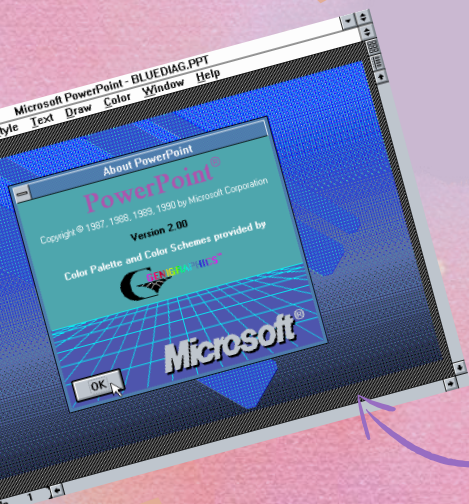 Microsoft PowerPoint - BLUEDIAG.PPT
Text Draw Color Window Help
About PowerPoint
PowerPoint®
Copyright © 1987, 1988, 1989, 1990 by Microsoft Corporation
Version 2.00
Color Palette and Color Schemes provided by
GENIGRAPHICS™
Microsoft®
OK
1